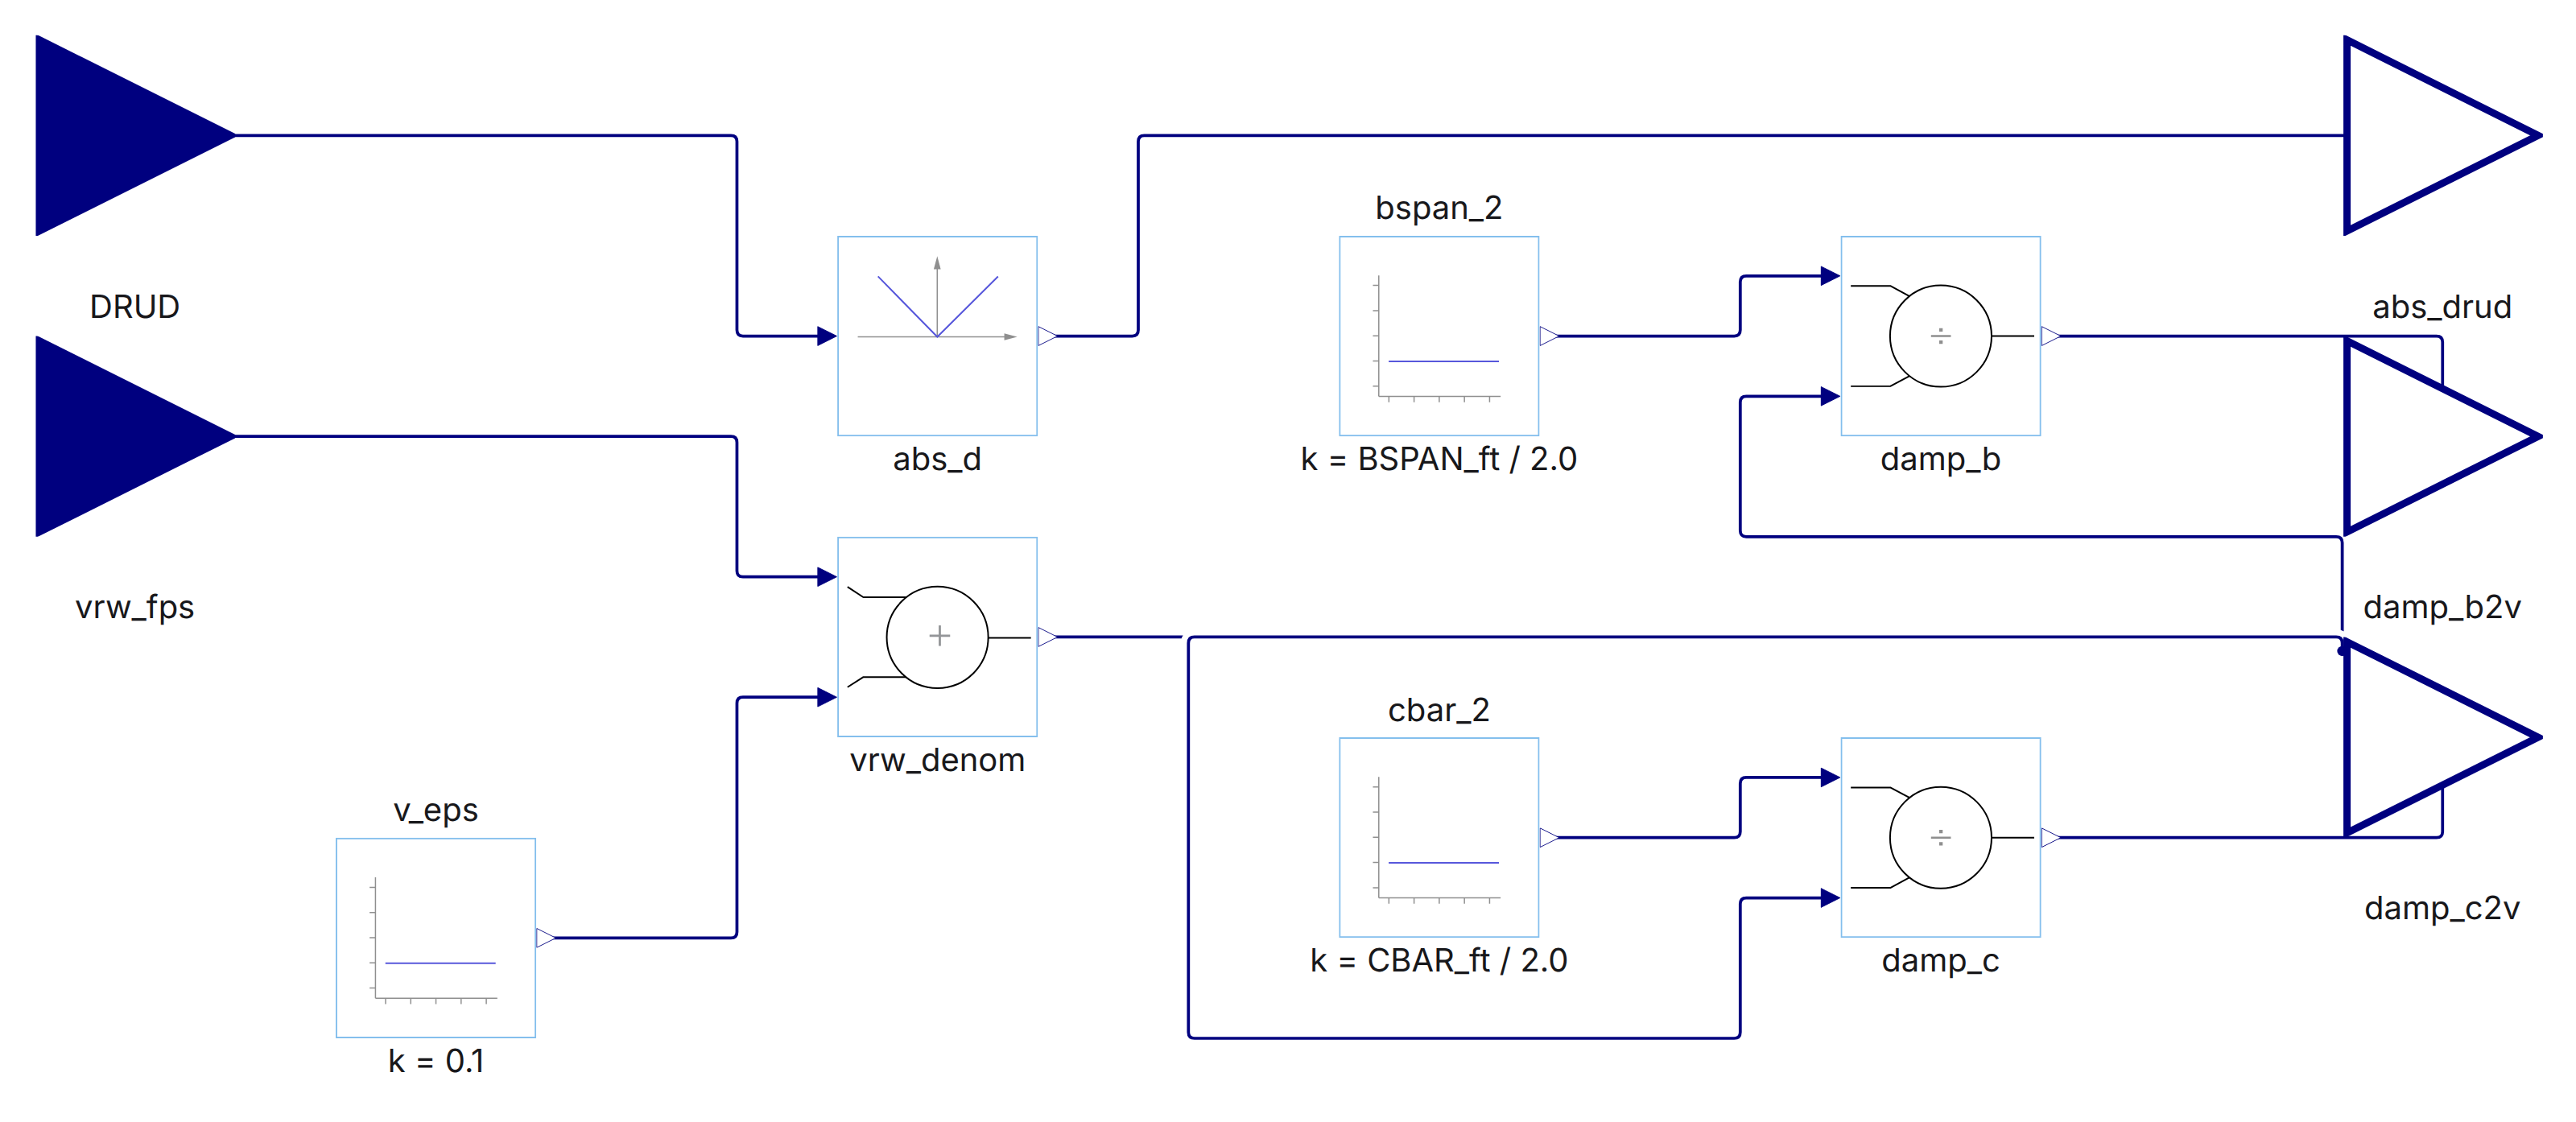 bspan_2
DRUD
abs_drud
abs_d
k = BSPAN_ft / 2.0
damp_b
vrw_fps
damp_b2v
cbar_2
vrw_denom
v_eps
damp_c2v
k = CBAR_ft / 2.0
damp_c
k = 0.1